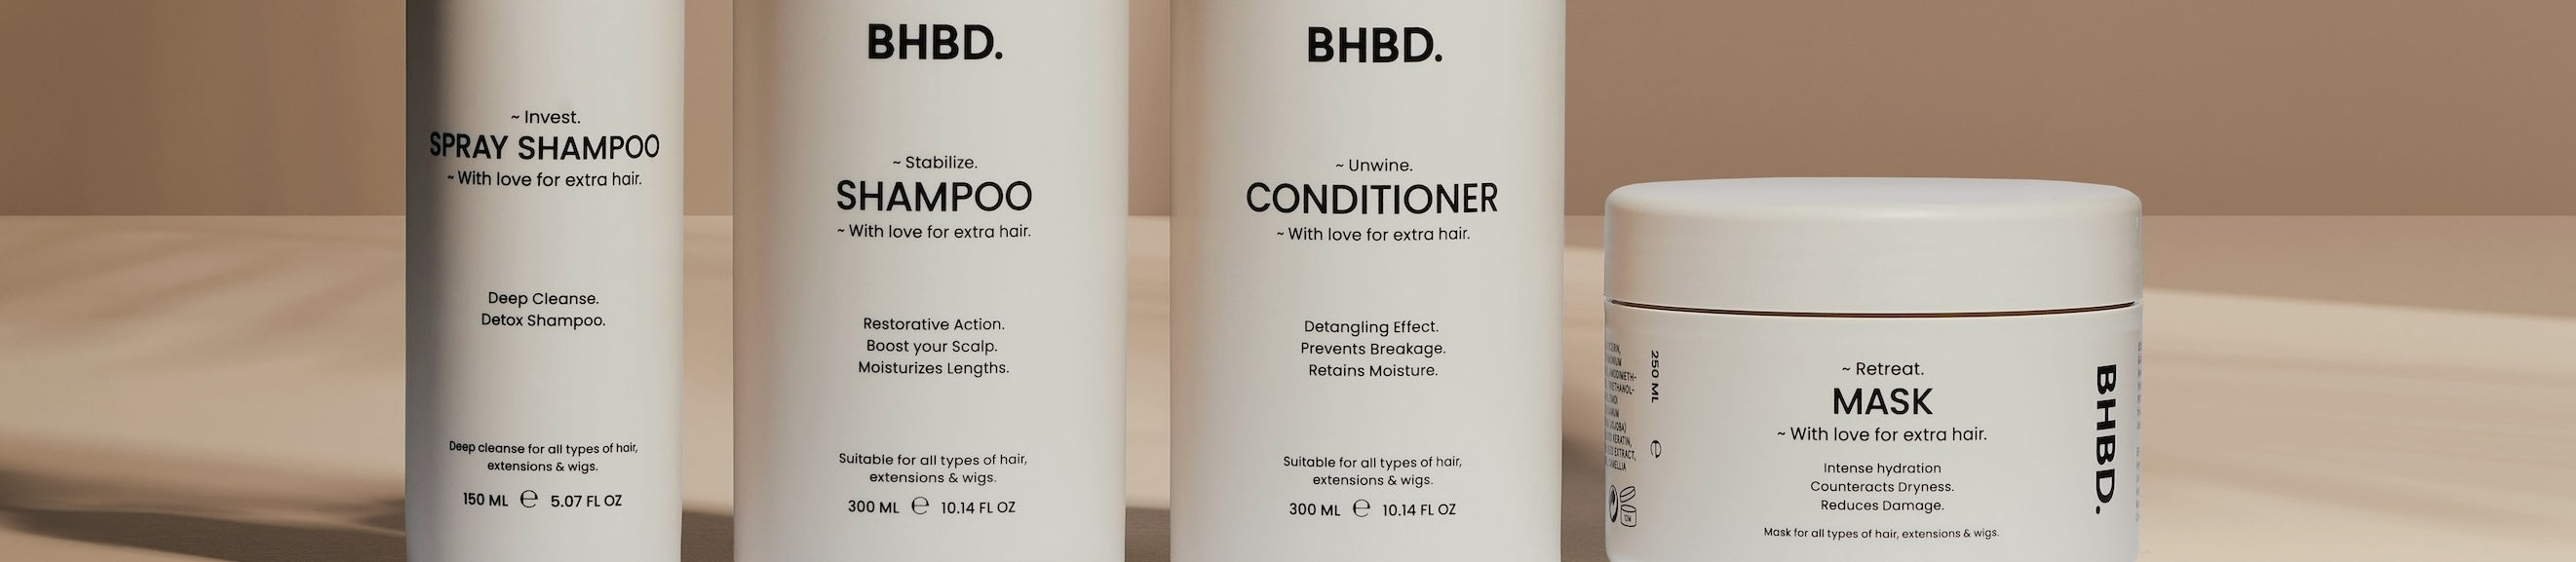 ~ Invest.
SPRAY SHAMPOO
~ With love for extra hair.
Deep Cleanse.
Detox Shampoo.
Deep cleanse for all types of hair,
extensions & wigs.
150 ML ℮ 5.07 FL OZ
BHBD.
~ Stabilize.
SHAMPOO
~ With love for extra hair.
Restorative Action.
Boost your Scalp.
Moisturizes Lengths.
Suitable for all types of hair,
extensions & wigs.
300 ML ℮ 10.14 FL OZ
BHBD.
~ Unwine.
CONDITIONER
~ With love for extra hair.
Detangling Effect.
Prevents Breakage.
Retains Moisture.
Suitable for all types of hair,
extensions & wigs.
300 ML ℮ 10.14 FL OZ
250 ML ℮
~ Retreat.
MASK
~ With love for extra hair.
Intense hydration
Counteracts Dryness.
Reduces Damage.
Mask for all types of hair, extensions & wigs.
BHBD.